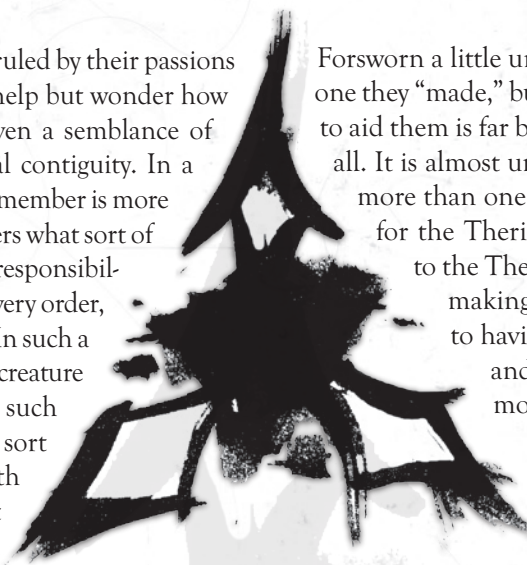 ruled by their passions
help but wonder how
ven a semblance of
al contiguity. In a
member is more
ers what sort of
responsibil-
very order,
In such a
creature
such
sort
th
Forsworn a little un
one they “made,” bu
to aid them is far b
all. It is almost un
more than one
for the Theri
to the The
making
to havi
and
mo